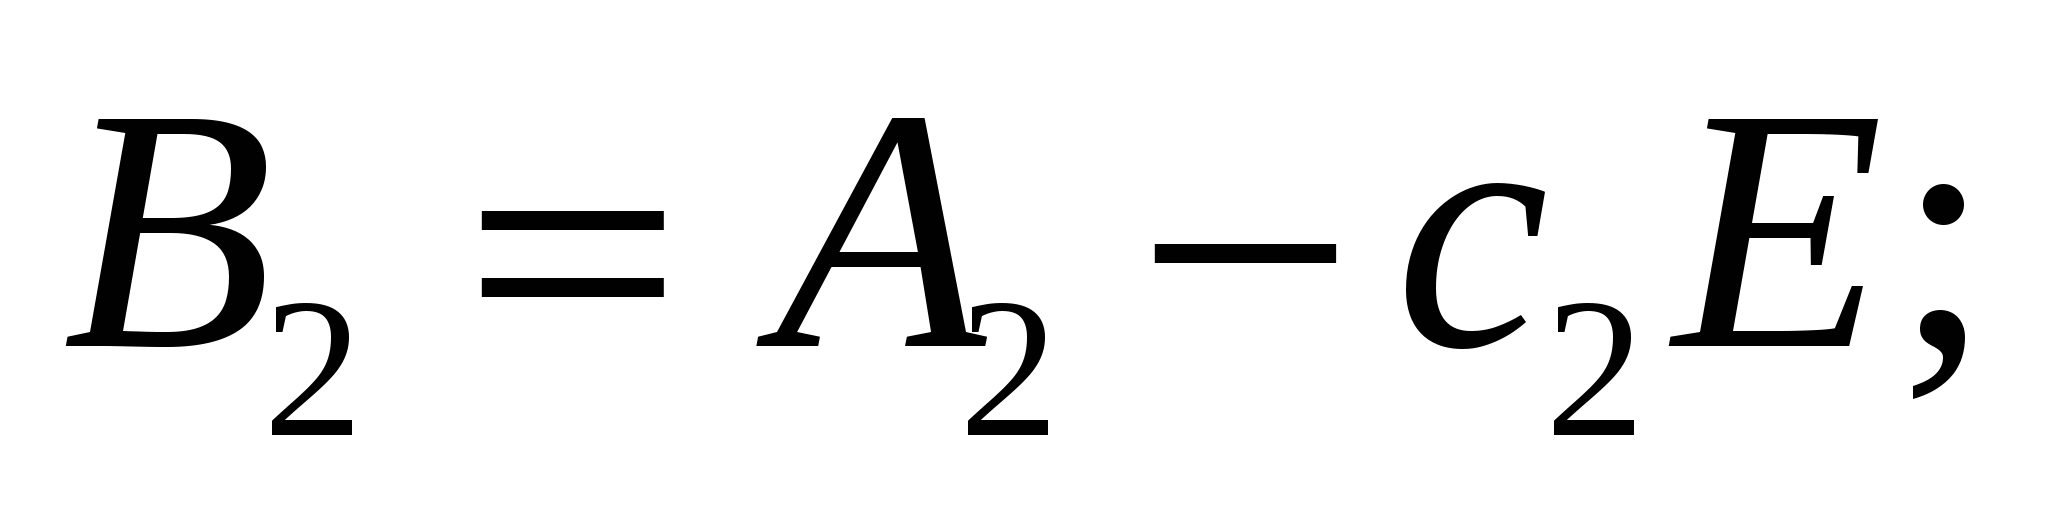 B₂ = A₂ − c₂E;